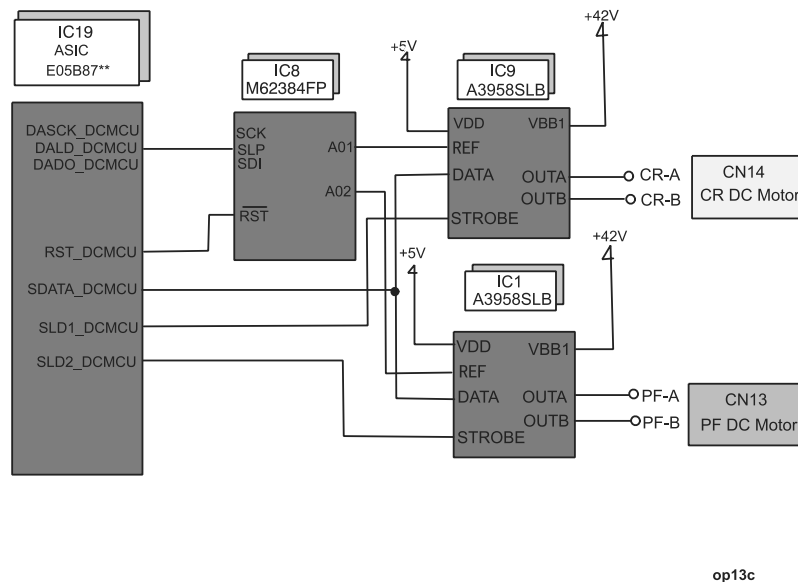 IC19
ASIC
E05B87**
DASCK_DCMCU
DALD_DCMCU
DADO_DCMCU
RST_DCMCU
SDATA_DCMCU
SLD1_DCMCU
SLD2_DCMCU
IC8
M62384FP
SCK
SLP
SDI
RST
A01
A02
+5V
+42V
IC9
A3958SLB
VDD
VBB1
REF
DATA
OUTA
OUTB
STROBE
CR-A
CR-B
CN14
CR DC Motor
+5V
+42V
IC1
A3958SLB
VDD
VBB1
REF
DATA
OUTA
OUTB
STROBE
PF-A
PF-B
CN13
PF DC Motor
op13c